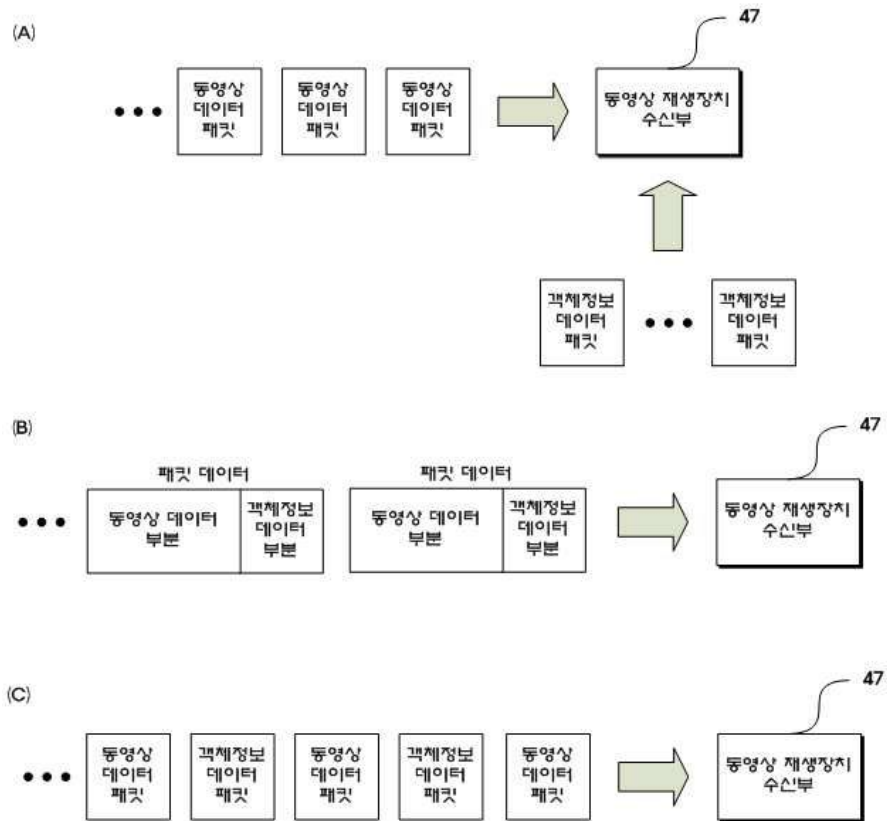 (A)
47
동영상
데이터
패킷
동영상
데이터
패킷
동영상
데이터
패킷
동영상 재생장치
수신부
객체정보
데이터
패킷
객체정보
데이터
패킷
(B)
47
패킷 데이터
패킷 데이터
동영상 데이터
부분
객체정보
데이터
부분
동영상 데이터
부분
객체정보
데이터
부분
동영상 재생장치
수신부
(C)
47
동영상
데이터
패킷
객체정보
데이터
패킷
동영상
데이터
패킷
객체정보
데이터
패킷
동영상
데이터
패킷
동영상 재생장치
수신부